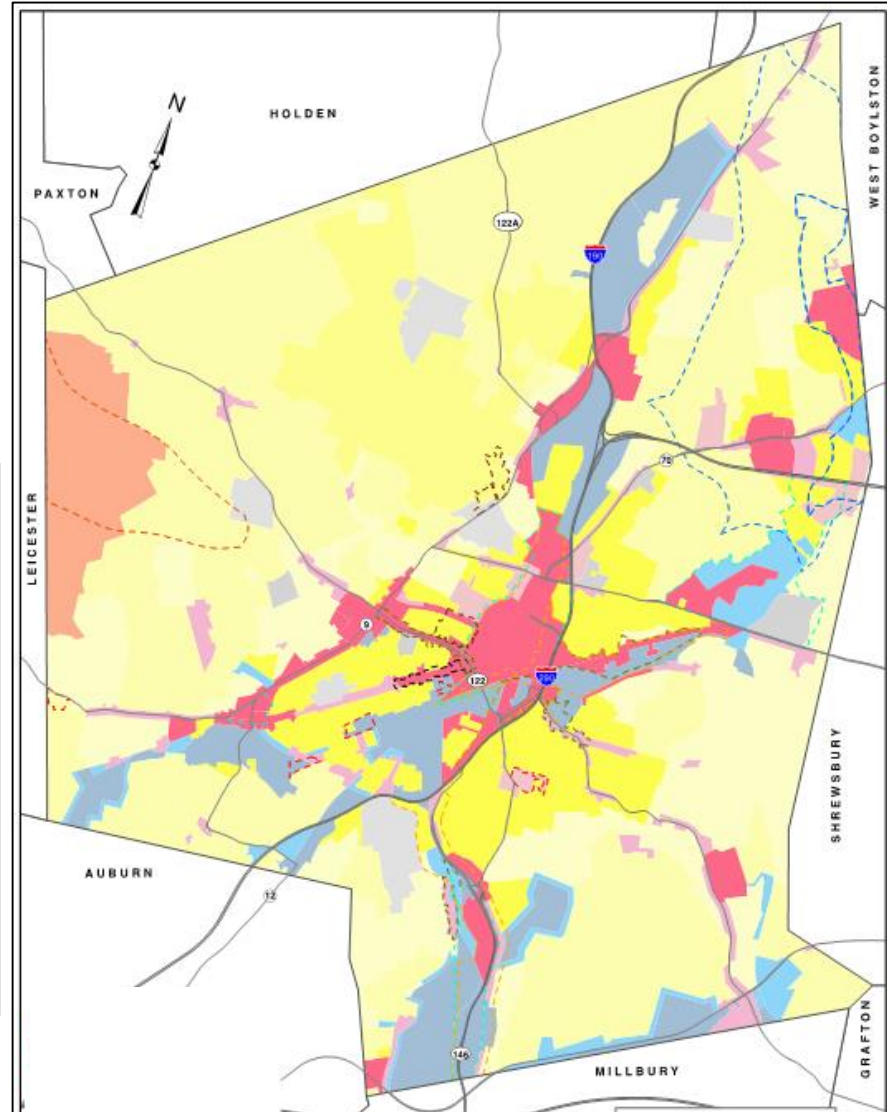 N
HOLDEN
WEST BOYLSTON
PAXTON
122A
190
LEICESTER
70
9
122
290
SHREWSBURY
AUBURN
12
146
MILLBURY
GRAFTON